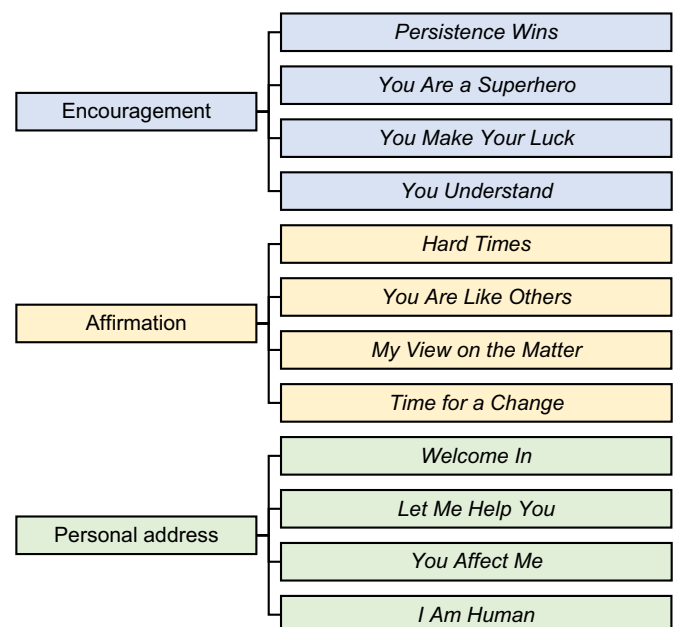 Encouragement
Persistence Wins
You Are a Superhero
You Make Your Luck
You Understand
Affirmation
Hard Times
You Are Like Others
My View on the Matter
Time for a Change
Personal address
Welcome In
Let Me Help You
You Affect Me
I Am Human